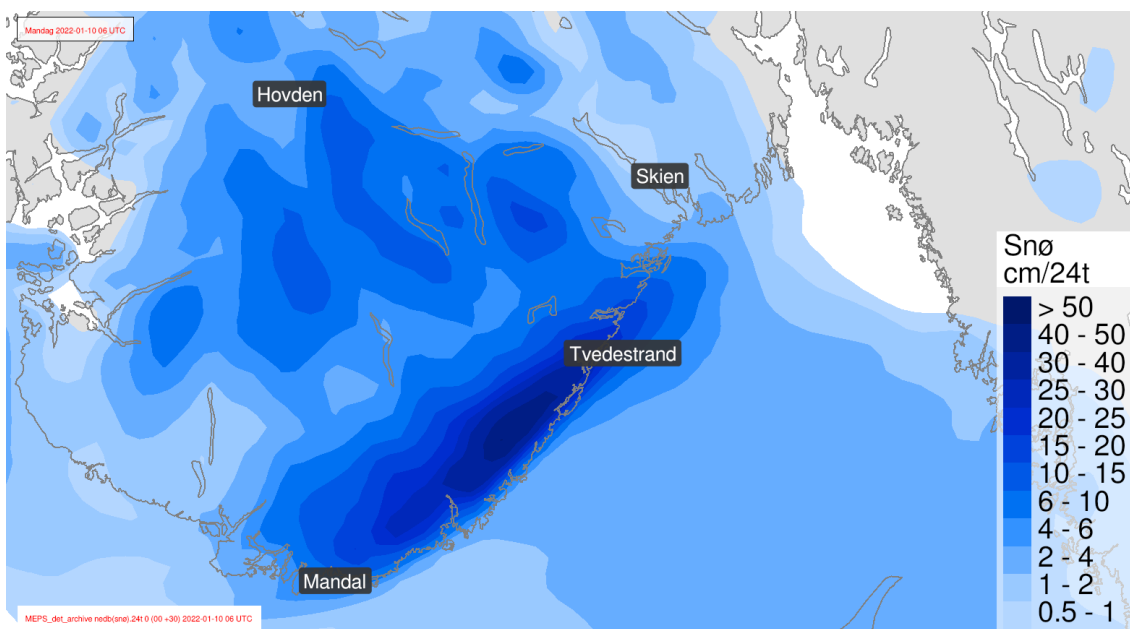 Mandag 2022-01-10 06 UTC
Hovden
Skien
Tvedestrand
Mandal
Snø
cm/24t
> 50
40 - 50
30 - 40
25 - 30
20 - 25
15 - 20
10 - 15
6 - 10
4 - 6
2 - 4
1 - 2
0.5 - 1
MEPS_det_archive nedb(snø).24t 0 (00 +30) 2022-01-10 06 UTC